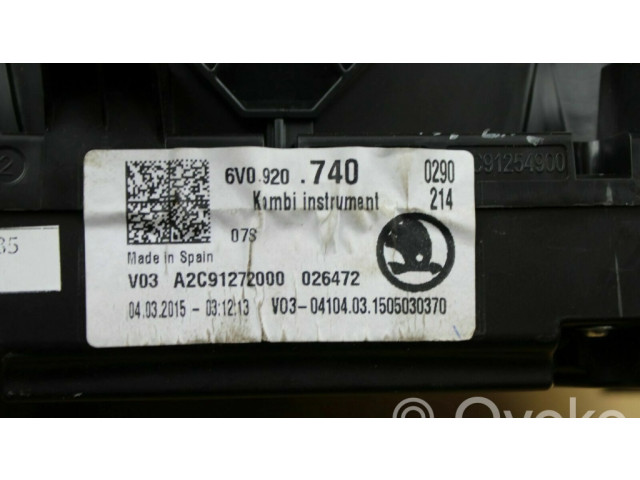 6V0 920 .740 0290
Kombi instrument 214
07S
Made in Spain
V03 A2C91272000 026472
04.03.2015 - 03:12:13 V03-04104.03.1505030370
C91254900
35
2
© Ovoko